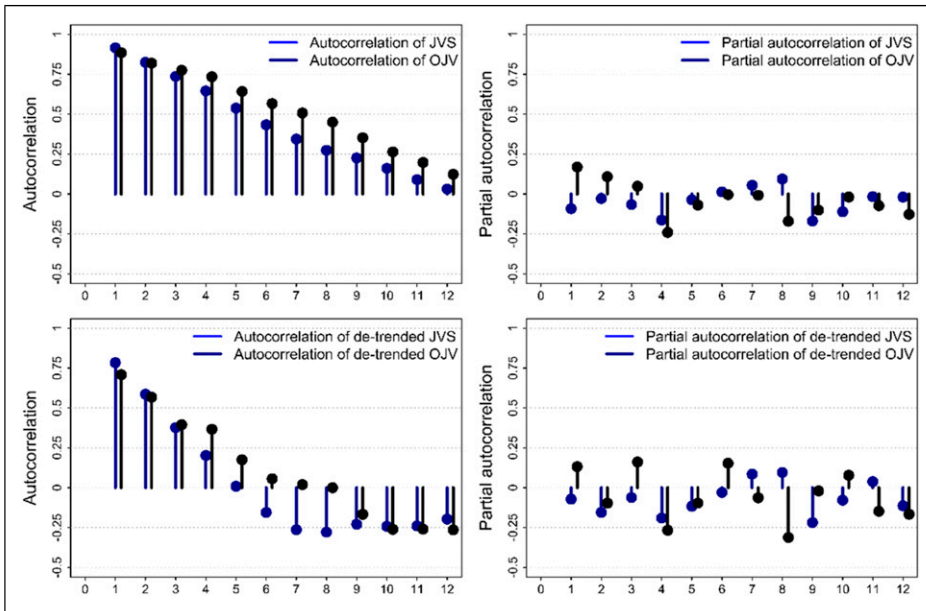 Autocorrelation
1
0.75
0.5
0.25
0
-0.25
-0.5
Autocorrelation of JVS
Autocorrelation of OJV
0 1 2 3 4 5 6 7 8 9 10 11 12
Partial autocorrelation
1
0.75
0.5
0.25
0
-0.25
-0.5
Partial autocorrelation of JVS
Partial autocorrelation of OJV
0 1 2 3 4 5 6 7 8 9 10 11 12
Autocorrelation
1
0.75
0.5
0.25
0
-0.25
-0.5
Autocorrelation of de-trended JVS
Autocorrelation of de-trended OJV
0 1 2 3 4 5 6 7 8 9 10 11 12
Partial autocorrelation
1
0.75
0.5
0.25
0
-0.25
-0.5
Partial autocorrelation of de-trended JVS
Partial autocorrelation of de-trended OJV
0 1 2 3 4 5 6 7 8 9 10 11 12